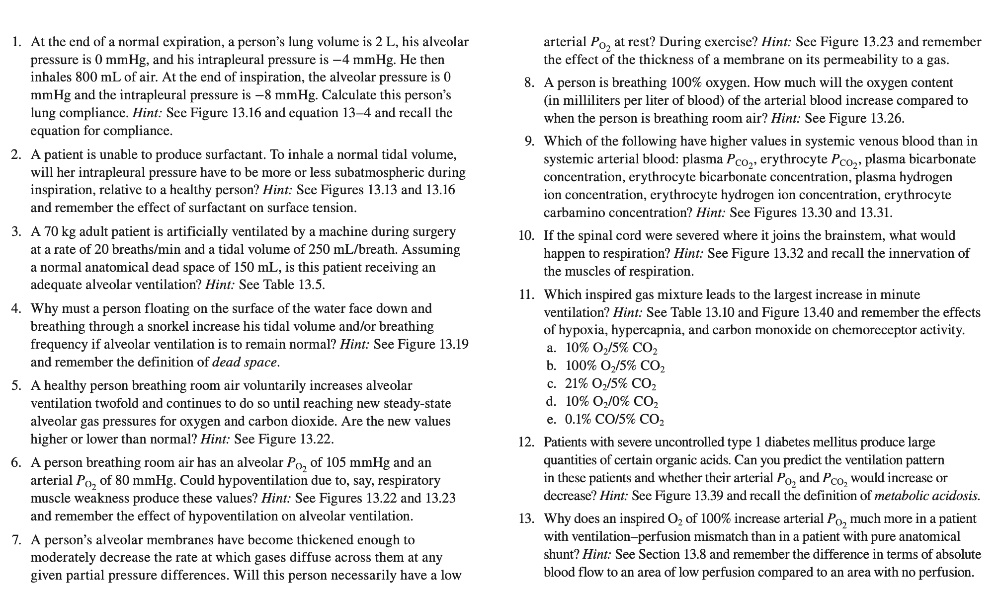 1. At the end of a normal expiration, a person’s lung volume is 2 L, his alveolar
pressure is 0 mmHg, and his intrapleural pressure is −4 mmHg. He then
inhales 800 mL of air. At the end of inspiration, the alveolar pressure is 0
mmHg and the intrapleural pressure is −8 mmHg. Calculate this person’s
lung compliance. Hint: See Figure 13.16 and equation 13–4 and recall the
equation for compliance.
2. A patient is unable to produce surfactant. To inhale a normal tidal volume,
will her intrapleural pressure have to be more or less subatmospheric during
inspiration, relative to a healthy person? Hint: See Figures 13.13 and 13.16
and remember the effect of surfactant on surface tension.
3. A 70 kg adult patient is artificially ventilated by a machine during surgery
at a rate of 20 breaths/min and a tidal volume of 250 mL/breath. Assuming
a normal anatomical dead space of 150 mL, is this patient receiving an
adequate alveolar ventilation? Hint: See Table 13.5.
4. Why must a person floating on the surface of the water face down and
breathing through a snorkel increase his tidal volume and/or breathing
frequency if alveolar ventilation is to remain normal? Hint: See Figure 13.19
and remember the definition of dead space.
5. A healthy person breathing room air voluntarily increases alveolar
ventilation twofold and continues to do so until reaching new steady-state
alveolar gas pressures for oxygen and carbon dioxide. Are the new values
higher or lower than normal? Hint: See Figure 13.22.
6. A person breathing room air has an alveolar PO₂ of 105 mmHg and an
arterial PO₂ of 80 mmHg. Could hypoventilation due to, say, respiratory
muscle weakness produce these values? Hint: See Figures 13.22 and 13.23
and remember the effect of hypoventilation on alveolar ventilation.
7. A person’s alveolar membranes have become thickened enough to
moderately decrease the rate at which gases diffuse across them at any
given partial pressure differences. Will this person necessarily have a low
arterial PO₂ at rest? During exercise? Hint: See Figure 13.23 and remember
the effect of the thickness of a membrane on its permeability to a gas.
8. A person is breathing 100% oxygen. How much will the oxygen content
(in milliliters per liter of blood) of the arterial blood increase compared to
when the person is breathing room air? Hint: See Figure 13.26.
9. Which of the following have higher values in systemic venous blood than in
systemic arterial blood: plasma PCO₂, erythrocyte PCO₂, plasma bicarbonate
concentration, erythrocyte bicarbonate concentration, plasma hydrogen
ion concentration, erythrocyte hydrogen ion concentration, erythrocyte
carbamino concentration? Hint: See Figures 13.30 and 13.31.
10. If the spinal cord were severed where it joins the brainstem, what would
happen to respiration? Hint: See Figure 13.32 and recall the innervation of
the muscles of respiration.
11. Which inspired gas mixture leads to the largest increase in minute
ventilation? Hint: See Table 13.10 and Figure 13.40 and remember the effects
of hypoxia, hypercapnia, and carbon monoxide on chemoreceptor activity.
a. 10% O₂/5% CO₂
b. 100% O₂/5% CO₂
c. 21% O₂/5% CO₂
d. 10% O₂/0% CO₂
e. 0.1% CO/5% CO₂
12. Patients with severe uncontrolled type 1 diabetes mellitus produce large
quantities of certain organic acids. Can you predict the ventilation pattern
in these patients and whether their arterial PO₂ and PCO₂ would increase or
decrease? Hint: See Figure 13.39 and recall the definition of metabolic acidosis.
13. Why does an inspired O₂ of 100% increase arterial PO₂ much more in a patient
with ventilation–perfusion mismatch than in a patient with pure anatomical
shunt? Hint: See Section 13.8 and remember the difference in terms of absolute
blood flow to an area of low perfusion compared to an area with no perfusion.